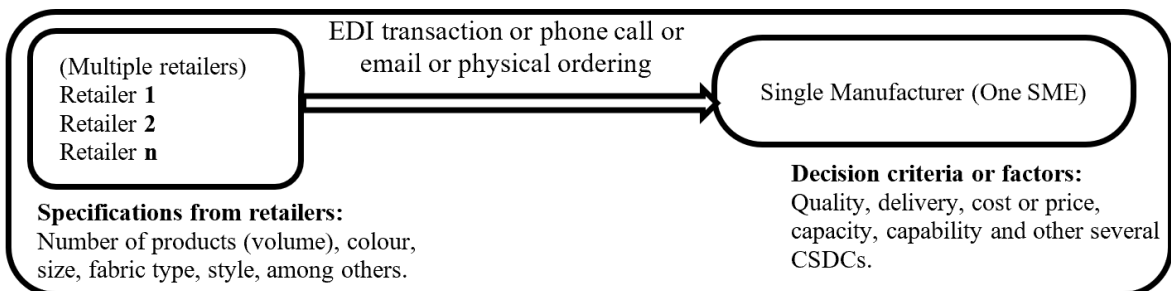 (Multiple retailers)
Retailer 1
Retailer 2
Retailer n
EDI transaction or phone call or
email or physical ordering
Single Manufacturer (One SME)
Specifications from retailers:
Number of products (volume), colour,
size, fabric type, style, among others.
Decision criteria or factors:
Quality, delivery, cost or price,
capacity, capability and other several
CSDCs.